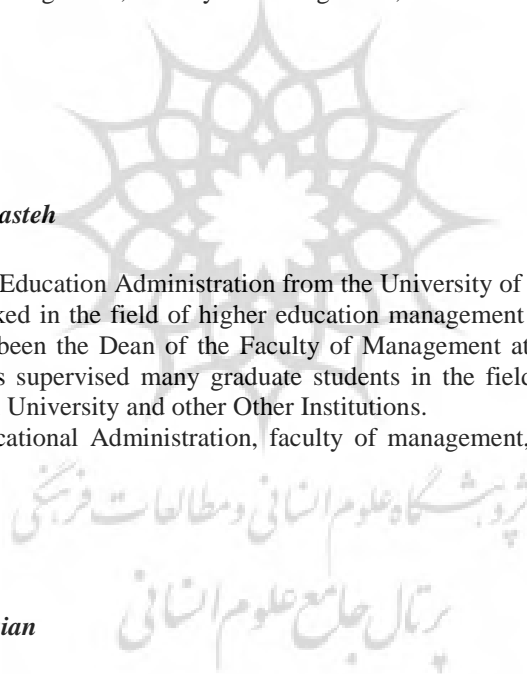 asteh
Education Administration from the University of
ked in the field of higher education management
been the Dean of the Faculty of Management at
s supervised many graduate students in the field
University and other Other Institutions.
cational Administration, faculty of management,
پژوهشگاه علوم انسانی و مطالعات فرهنگی
پرتال جامع علوم انسانی
ian